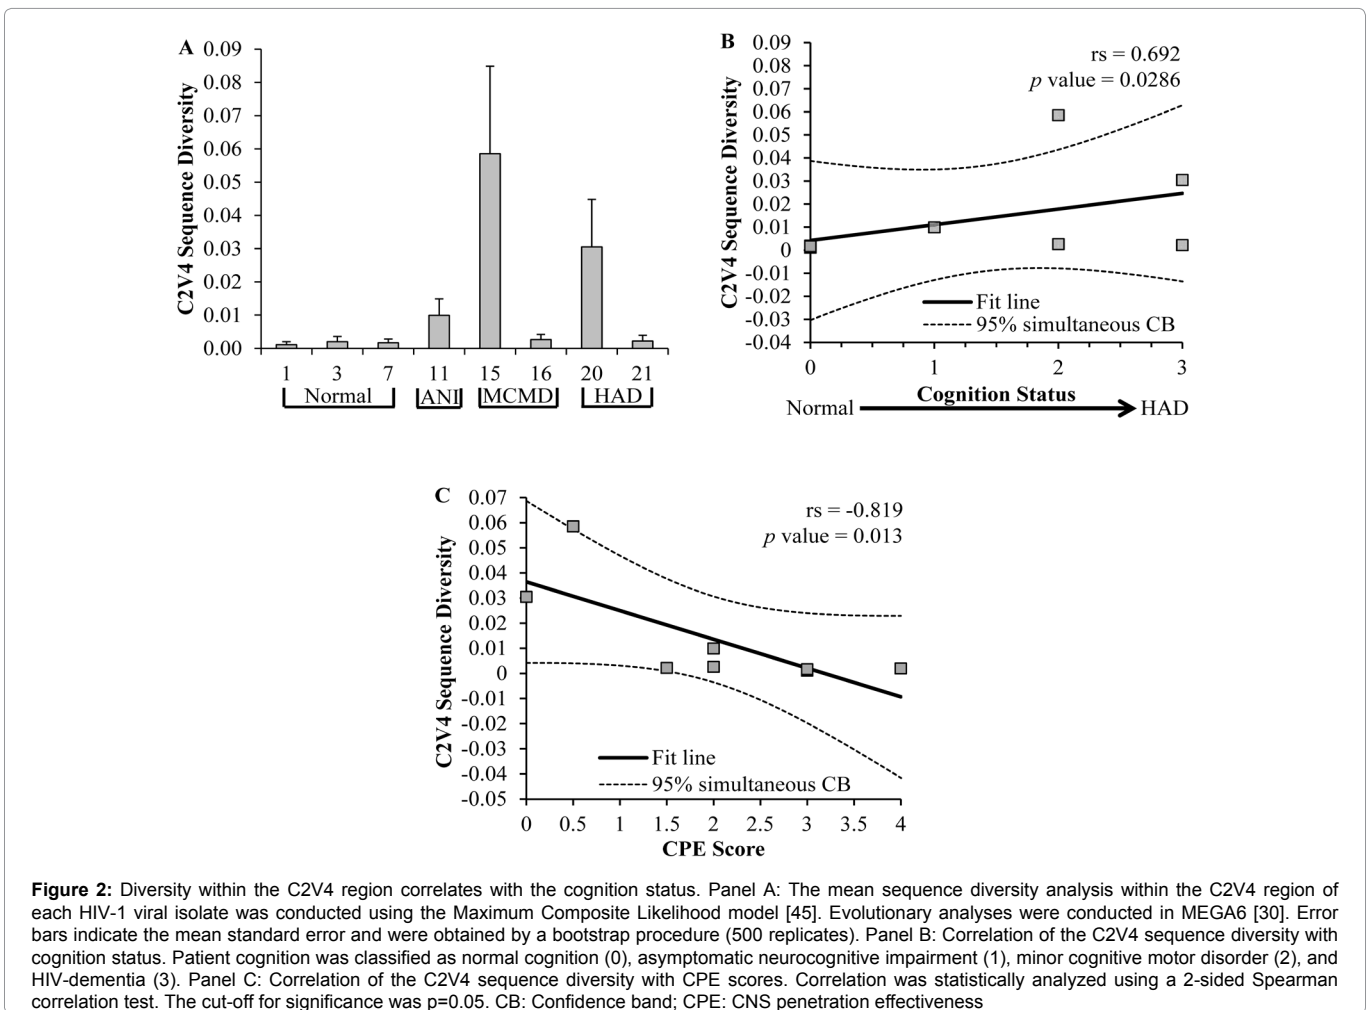 A
0.09
0.08
0.07
0.06
0.05
0.04
0.03
0.02
0.01
0.00
C2V4 Sequence Diversity
1 3 7 11 15 16 20 21
Normal ANI MCMD HAD
B
0.09
0.08
0.07
0.06
0.05
0.04
0.03
0.02
0.01
0
-0.01
-0.02
-0.03
-0.04
C2V4 Sequence Diversity
rs = 0.692
p value = 0.0286
Fit line
95% simultaneous CB
0 1 2 3
Cognition Status
Normal HAD
C
0.07
0.06
0.05
0.04
0.03
0.02
0.01
0
-0.01
-0.02
-0.03
-0.04
-0.05
C2V4 Sequence Diversity
rs = -0.819
p value = 0.013
Fit line
95% simultaneous CB
0 0.5 1 1.5 2 2.5 3 3.5 4
CPE Score
Figure 2: Diversity within the C2V4 region correlates with the cognition status. Panel A: The mean sequence diversity analysis within the C2V4 region of
each HIV-1 viral isolate was conducted using the Maximum Composite Likelihood model [45]. Evolutionary analyses were conducted in MEGA6 [30]. Error
bars indicate the mean standard error and were obtained by a bootstrap procedure (500 replicates). Panel B: Correlation of the C2V4 sequence diversity with
cognition status. Patient cognition was classified as normal cognition (0), asymptomatic neurocognitive impairment (1), minor cognitive motor disorder (2), and
HIV-dementia (3). Panel C: Correlation of the C2V4 sequence diversity with CPE scores. Correlation was statistically analyzed using a 2-sided Spearman
correlation test. The cut-off for significance was p=0.05. CB: Confidence band; CPE: CNS penetration effectiveness